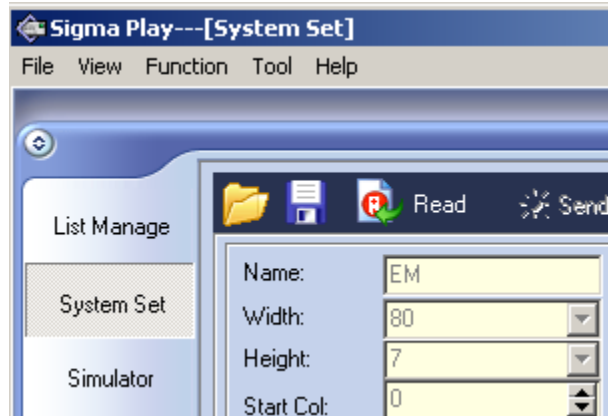 Sigma Play---[System Set]
File View Function Tool Help
Read Send
List Manage
System Set
Simulator
Name: EM
Width: 80
Height: 7
Start Col: 0